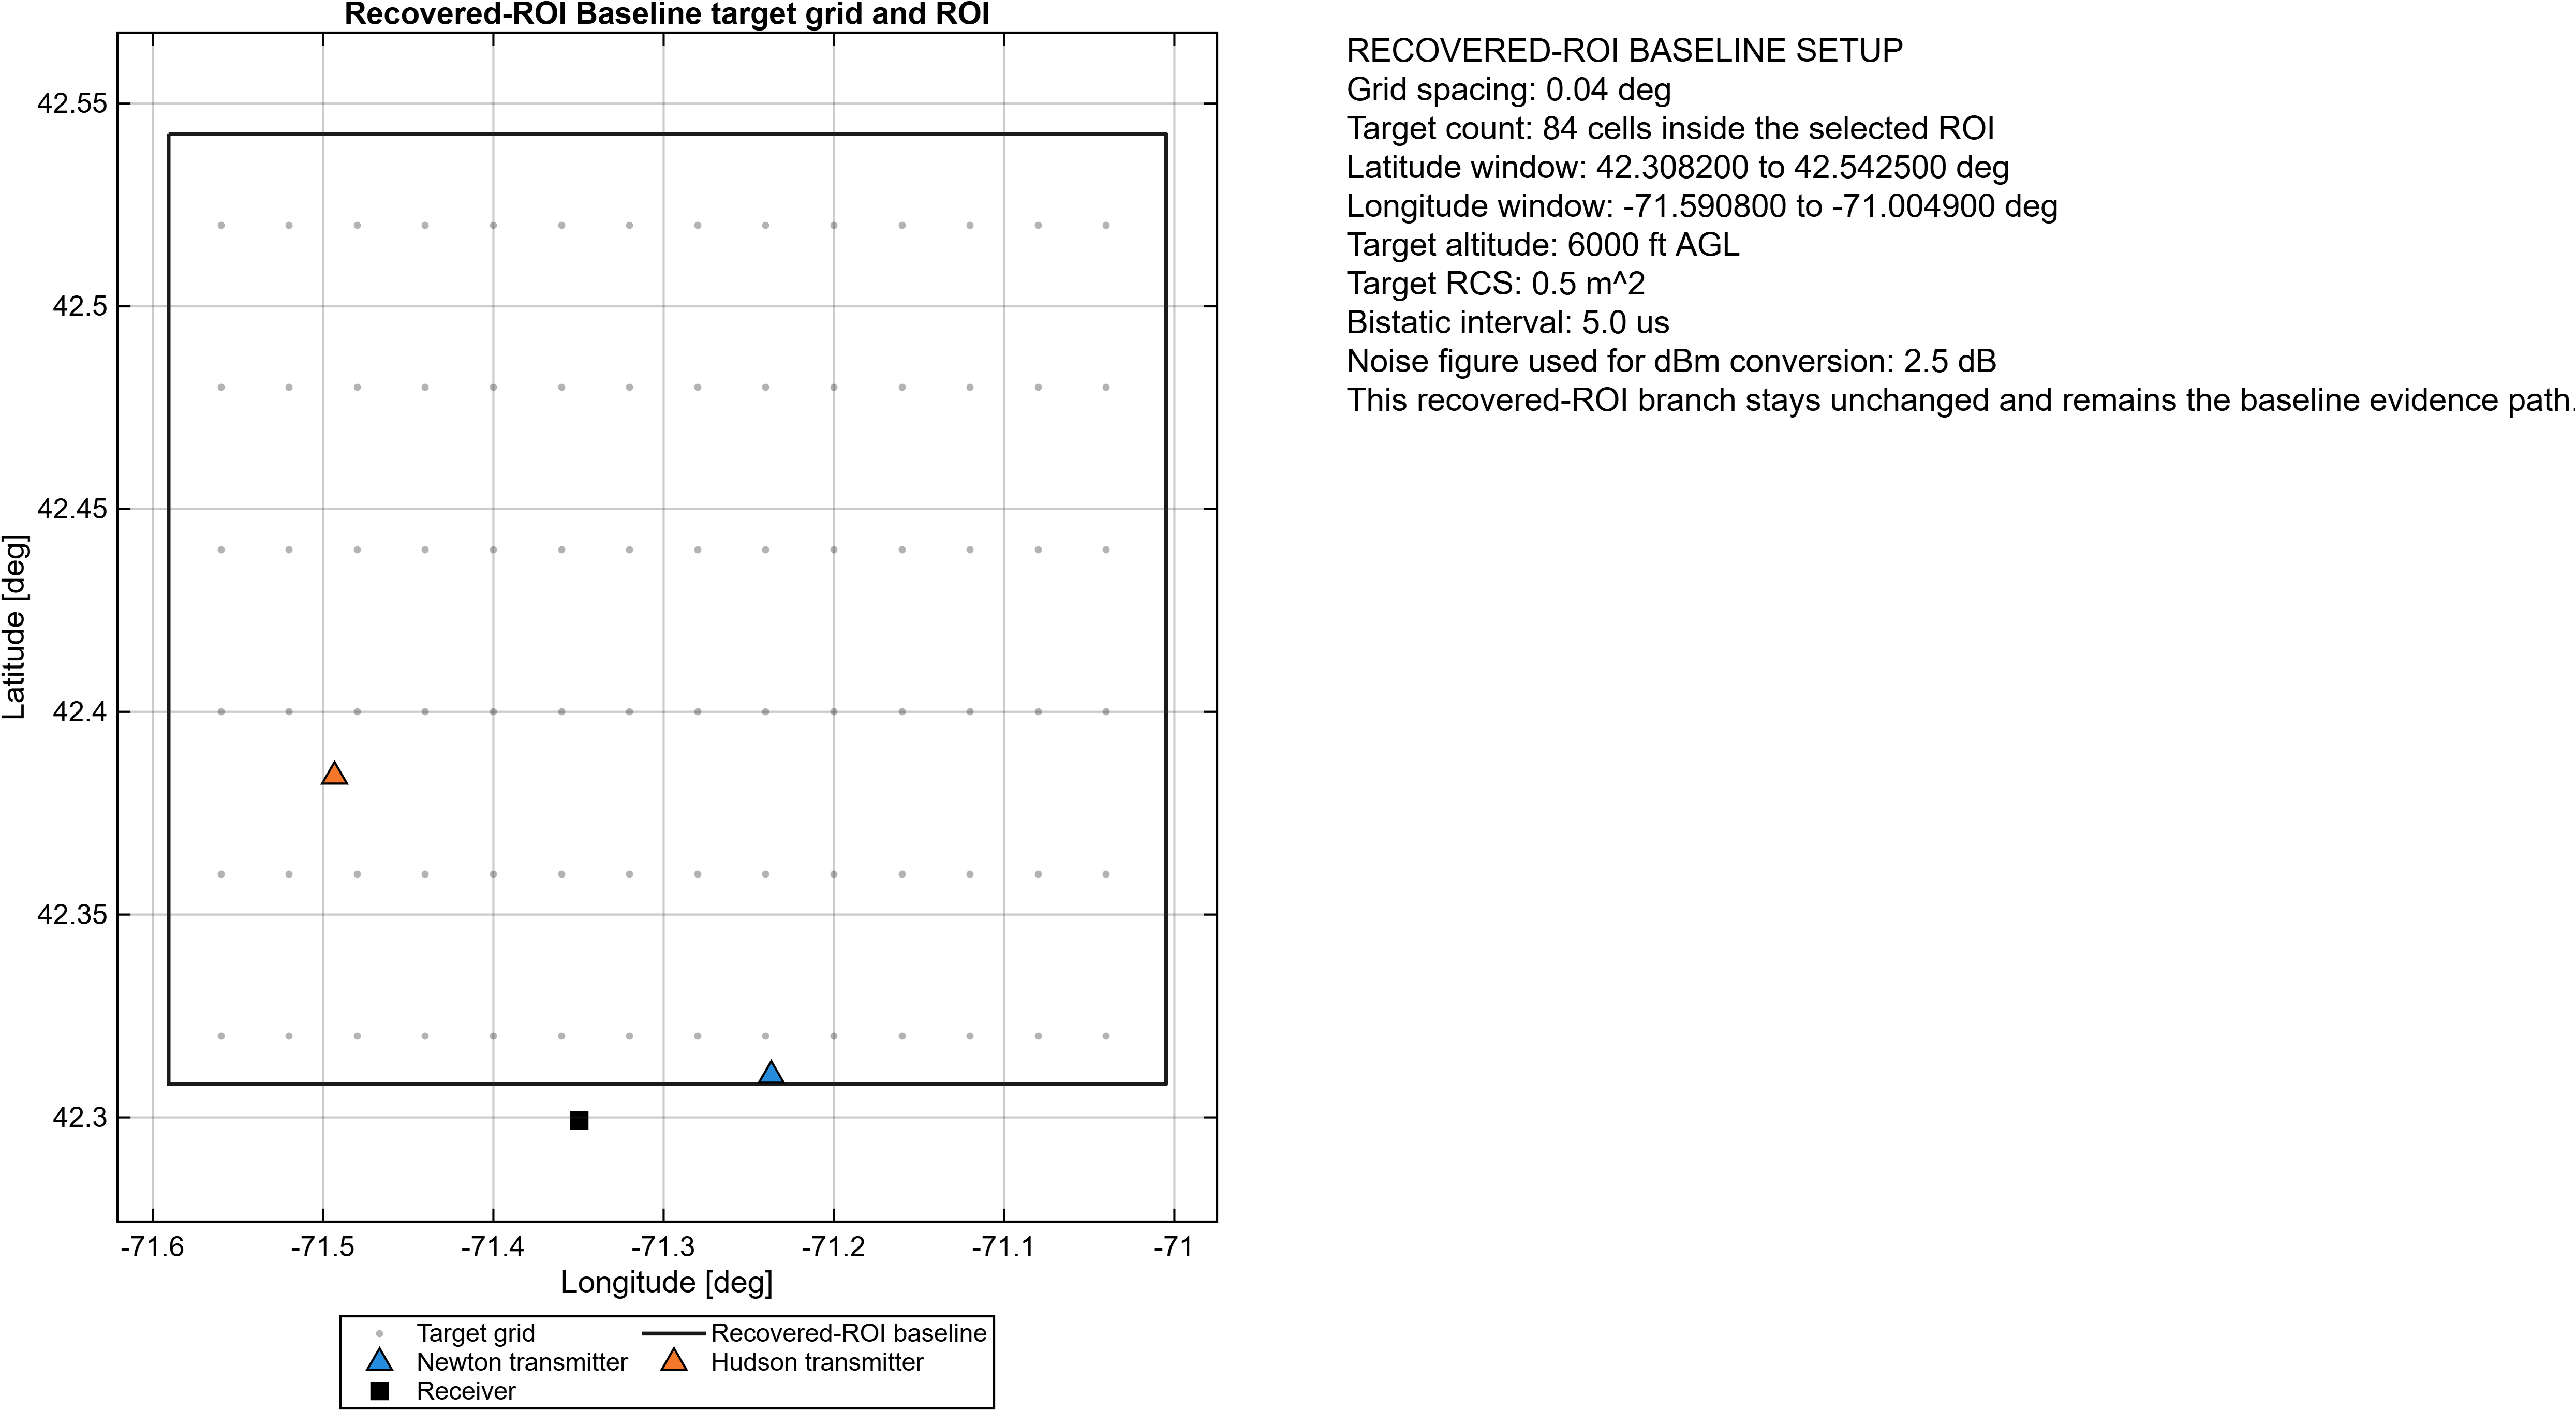 Recovered-ROI Baseline target grid and ROI
42.55
42.5
42.45
42.4
42.35
42.3
Latitude [deg]
-71.6
-71.5
-71.4
-71.3
-71.2
-71.1
-71
Longitude [deg]
Target grid
Recovered-ROI baseline
Newton transmitter
Hudson transmitter
Receiver
RECOVERED-ROI BASELINE SETUP
Grid spacing: 0.04 deg
Target count: 84 cells inside the selected ROI
Latitude window: 42.308200 to 42.542500 deg
Longitude window: -71.590800 to -71.004900 deg
Target altitude: 6000 ft AGL
Target RCS: 0.5 m^2
Bistatic interval: 5.0 us
Noise figure used for dBm conversion: 2.5 dB
This recovered-ROI branch stays unchanged and remains the baseline evidence path.